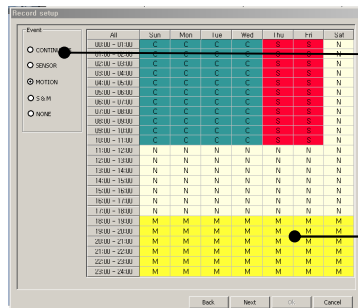 Record setup
Event
CONTINU
SENSOR
MOTION
S & M
NONE
All Sun Mon Tue Wed Thu Fri Sat
00:00 - 01:00 C C C C S S N
01:00 - 02:00 C C C C S S N
02:00 - 03:00 C C C C S S N
03:00 - 04:00 C C C C S S N
04:00 - 05:00 C C C C S S N
05:00 - 06:00 C C C C S S N
06:00 - 07:00 C C C C S S N
07:00 - 08:00 C C C C S S N
08:00 - 09:00 C C C C S S N
09:00 - 10:00 C C C C S S N
10:00 - 11:00 C C C C S S N
11:00 - 12:00 N N N N N N N
12:00 - 13:00 N N N N N N N
13:00 - 14:00 N N N N N N N
14:00 - 15:00 N N N N N N N
15:00 - 16:00 N N N N N N N
16:00 - 17:00 N N N N N N N
17:00 - 18:00 N N N N N N N
18:00 - 19:00 M M M M M M M
19:00 - 20:00 M M M M M M M
20:00 - 21:00 M M M M M M M
21:00 - 22:00 M M M M M M M
22:00 - 23:00 M M M M M M M
23:00 - 24:00 M M M M M M M
Back Next Ok Cancel